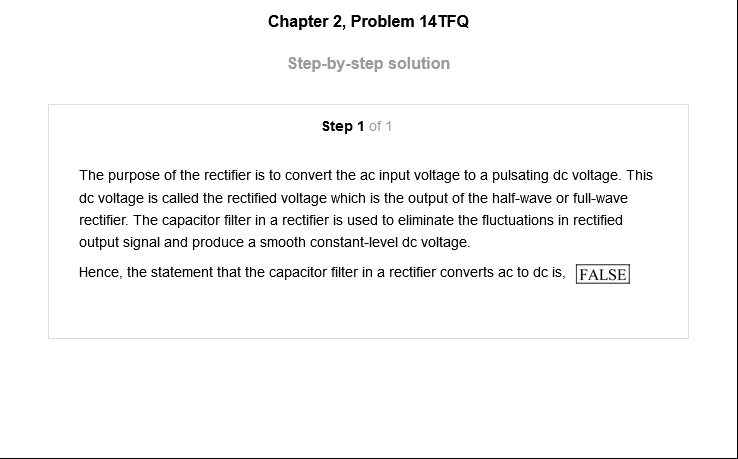 Chapter 2, Problem 14TFQ
Step-by-step solution
Step 1 of 1
The purpose of the rectifier is to convert the ac input voltage to a pulsating dc voltage. This
dc voltage is called the rectified voltage which is the output of the half-wave or full-wave
rectifier. The capacitor filter in a rectifier is used to eliminate the fluctuations in rectified
output signal and produce a smooth constant-level dc voltage.
Hence, the statement that the capacitor filter in a rectifier converts ac to dc is, FALSE